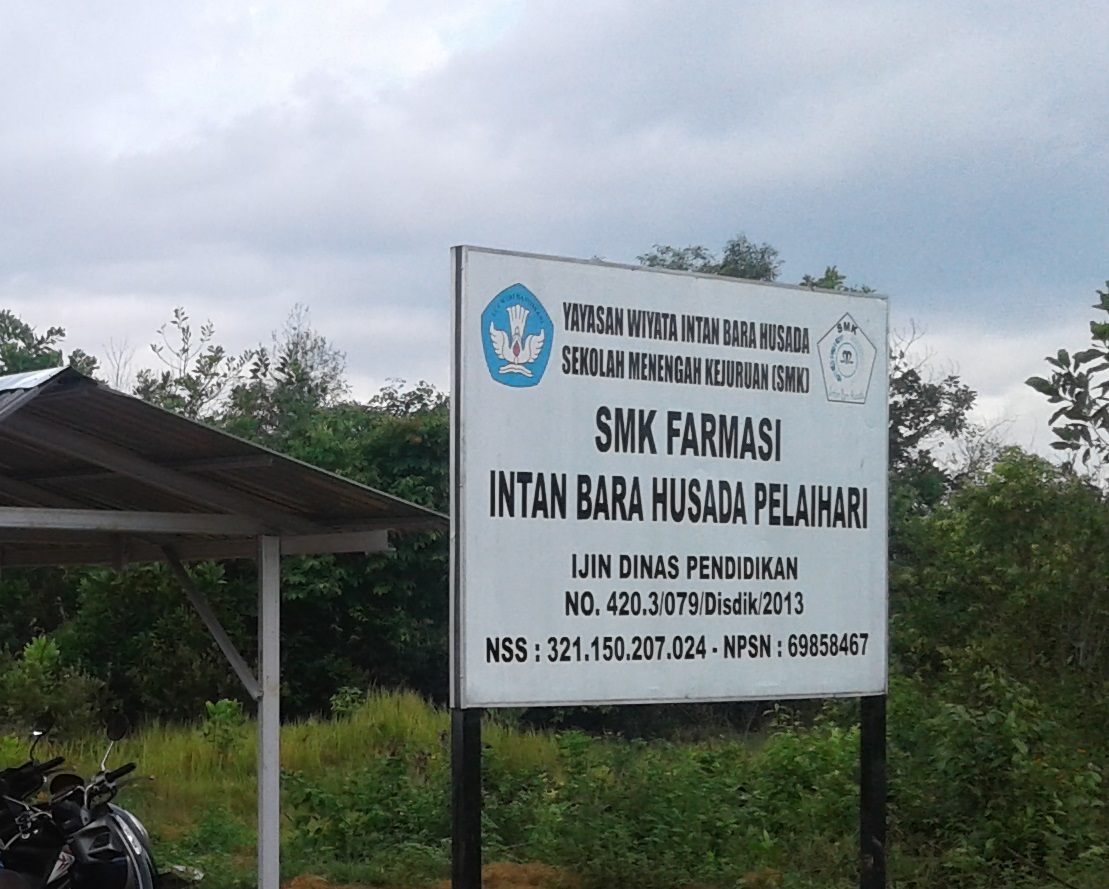 YAYASAN WIYATA INTAN BARA HUSADA
SEKOLAH MENENGAH KEJURUAN (SMK)
SMK
SMK FARMASI
INTAN BARA HUSADA PELAIHARI
IJIN DINAS PENDIDIKAN
NO. 420.3/079/Disdik/2013
NSS : 321.150.207.024 - NPSN : 69858467